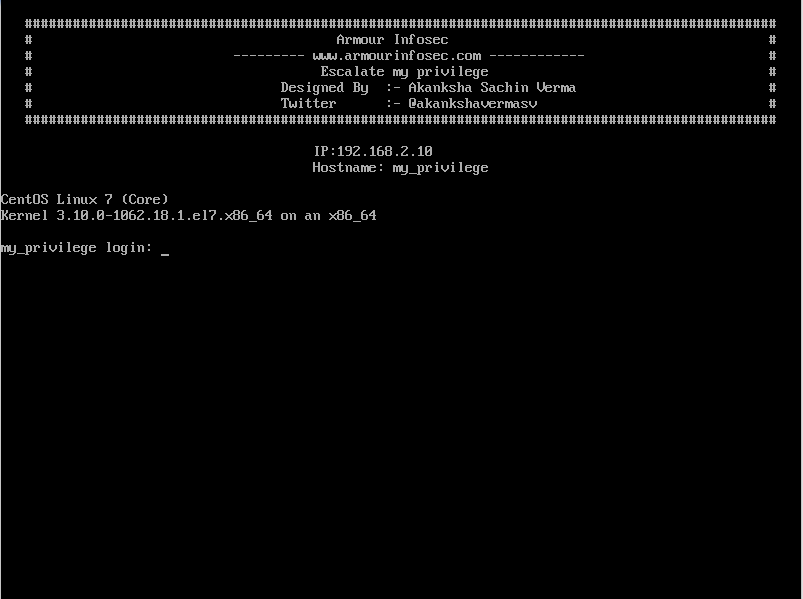 ##############################################################################################
# Armour Infosec #
# --------- www.armourinfosec.com ------------ #
# Escalate my privilege #
# Designed By :- Akanksha Sachin Verma #
# Twitter :- @akankshavermasv #
##############################################################################################
IP:192.168.2.10
Hostname: my_privilege
CentOS Linux 7 (Core)
Kernel 3.10.0-1062.18.1.el7.x86_64 on an x86_64
my_privilege login: _